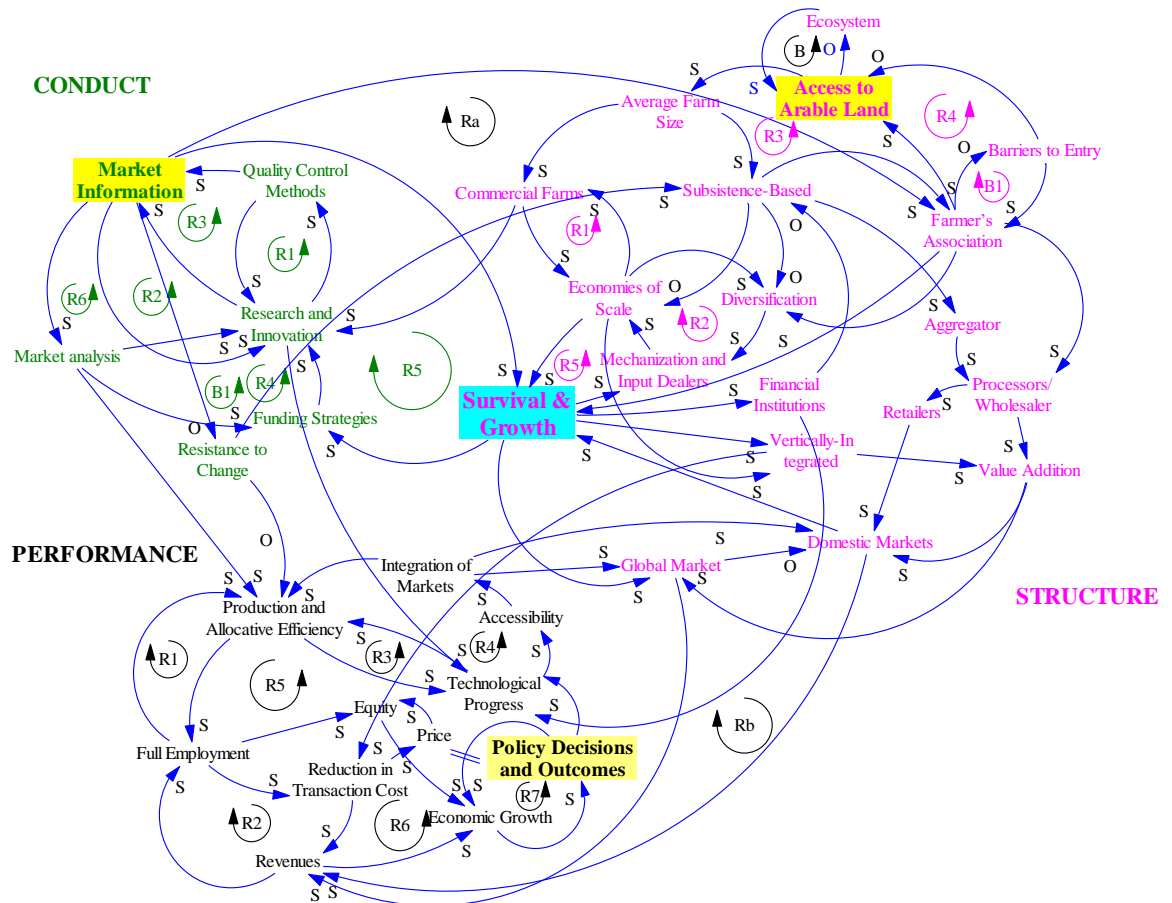 Ecosystem
B
O
S
O
S
CONDUCT
Access to
Arable Land
Average Farm
Size
R4
Ra
R3
S
O
Barriers to Entry
Market
Information
Quality Control
Methods
S
S
S
Commercial Farms
Subsistence-Based
B1
S
S
S
S
S
R3
R1
S
R1
O
Farmer's
Association
S
S
S
R6
R2
Economies of
Scale
O
O
Diversification
S
S
Research and
Innovation
S
R2
S
Aggregator
S
S
S
S
Market analysis
S
R5
R5
Mechanization and
Input Dealers
S
S
S
S
B1
R4
S
Survival &
Growth
S
S
Financial
Institutions
Processors/
Wholesaler
S
Funding Strategies
S
S
Retailers
O
Resistance to
Change
S
S
Vertically-In
tegrated
S
S
Value Addition
S
S
S
PERFORMANCE
O
Integration of
Markets
S
S
Global Market
S
O
Domestic Markets
S
S
S
S
S
S
STRUCTURE
Production and
Allocative Efficiency
S
Accessibility
R1
R3
S
R4
S
S
R5
S
Technological
Progress
S
S
Equity
S
Rb
S
Full Employment
S
Price
Policy Decisions
and Outcomes
S
Reduction in
Transaction Cost
S
S
S
S
S
S
R7
S
R2
R6
Economic Growth
S
Revenues
S
S
S